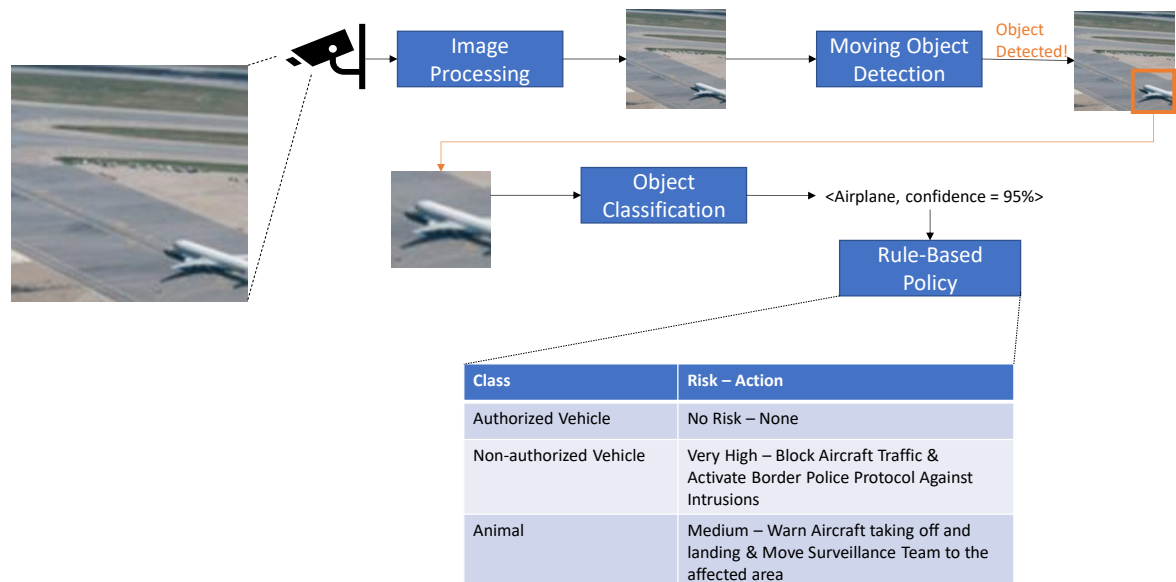 Image
Processing
Moving Object
Detection
Object
Detected!
Object
Classification
<Airplane, confidence = 95%>
Rule-Based
Policy
Class
Risk – Action
Authorized Vehicle
No Risk – None
Non-authorized Vehicle
Very High – Block Aircraft Traffic &
Activate Border Police Protocol Against
Intrusions
Animal
Medium – Warn Aircraft taking off and
landing & Move Surveillance Team to the
affected area